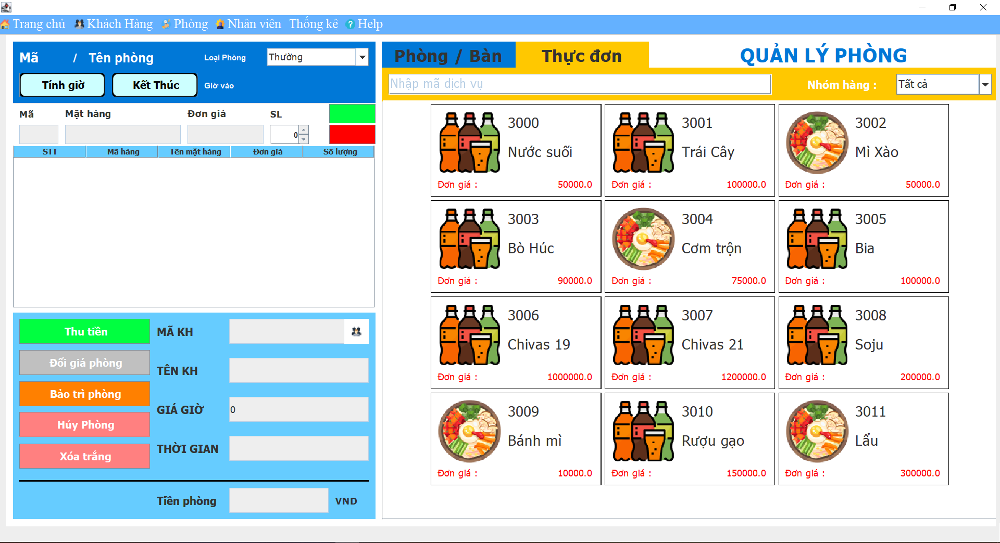 Trang chủ Khách Hàng Phòng Nhân viên Thống kê ? Help
Mã / Tên phòng Loại Phòng Thường
Tính giờ Kết Thúc Giờ vào
Mã Mặt hàng Đơn giá SL
0
STT Mã hàng Tên mặt hàng Đơn giá Số lượng
Thu tiền MÃ KH
Đổi giá phòng TÊN KH
Bảo trì phòng
GIÁ GIỜ 0
Hủy Phòng
THỜI GIAN
Xóa trắng
Tiền phòng VND
Phòng / Bàn Thực đơn QUẢN LÝ PHÒNG
Nhập mã dịch vụ Nhóm hàng : Tất cả
3000
Nước suối
Đơn giá : 50000.0
3001
Trái Cây
Đơn giá : 100000.0
3002
Mì Xào
Đơn giá : 50000.0
3003
Bò Húc
Đơn giá : 90000.0
3004
Cơm trộn
Đơn giá : 75000.0
3005
Bia
Đơn giá : 100000.0
3006
Chivas 19
Đơn giá : 1000000.0
3007
Chivas 21
Đơn giá : 1200000.0
3008
Soju
Đơn giá : 200000.0
3009
Bánh mì
Đơn giá : 10000.0
3010
Rượu gạo
Đơn giá : 150000.0
3011
Lẩu
Đơn giá : 300000.0